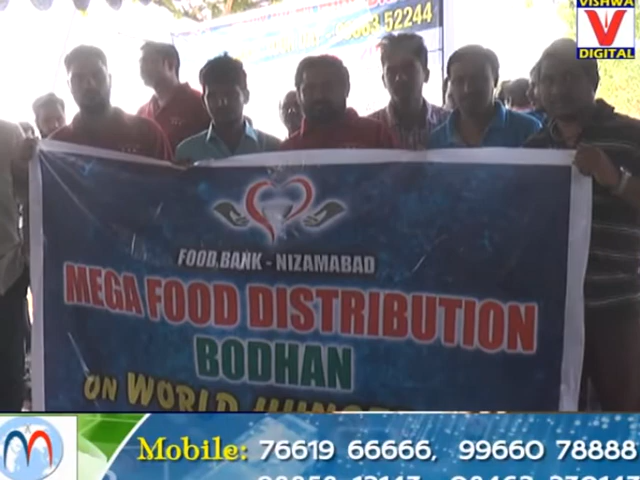 VISHWA
V
DIGITAL
52244
FOOD BANK - NIZAMABAD
MEGA FOOD DISTRIBUTION
BODHAN
ON WORLD
Mobile: 76619 66666, 99660 78888